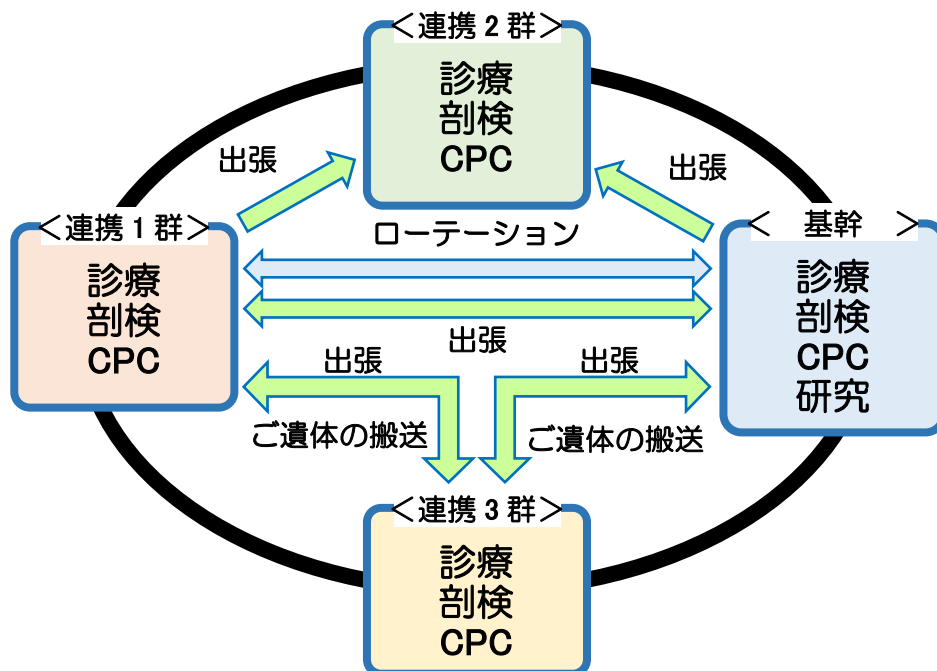 ＜連携２群＞
診療
剖検
CPC
出張
出張
＜連携１群＞
診療
剖検
CPC
ローテーション
＜　基幹　＞
診療
剖検
CPC
研究
出張
出張
出張
ご遺体の搬送
ご遺体の搬送
＜連携３群＞
診療
剖検
CPC